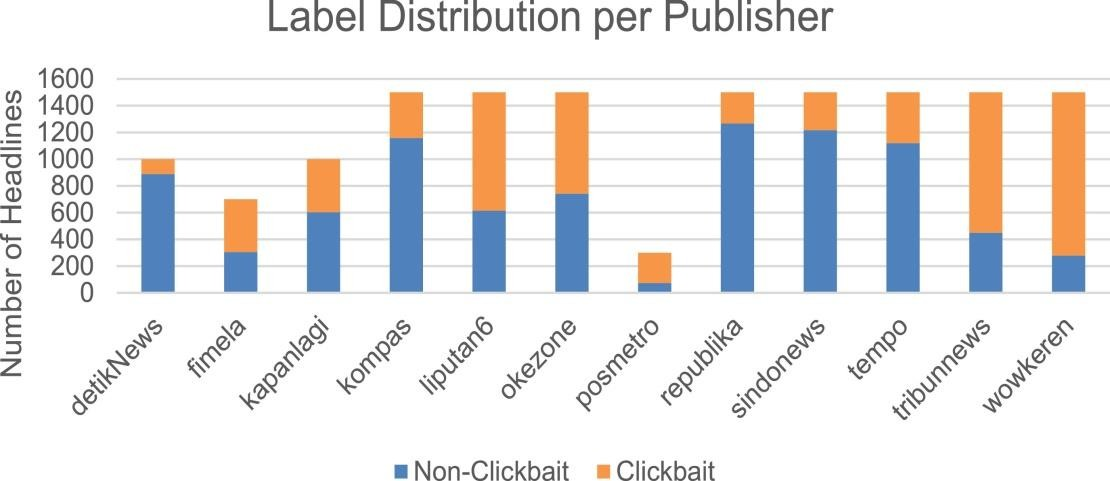 Label Distribution per Publisher
Number of Headlines
1600
1400
1200
1000
800
600
400
200
0
detikNews
fimela
kapanlagi
kompas
liputan6
okezone
posmetro
republika
sindonews
tempo
tribunnews
wowkeren
Non-Clickbait Clickbait